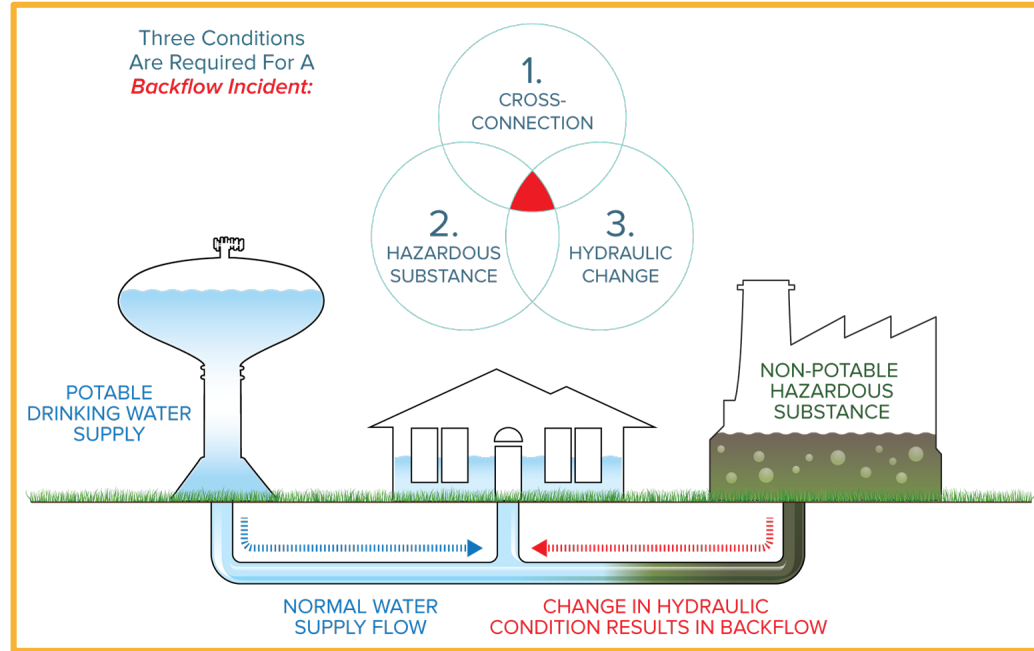 Three Conditions
Are Required For A
Backflow Incident:
1.
CROSS-
CONNECTION
2.
HAZARDOUS
SUBSTANCE
3.
HYDRAULIC
CHANGE
POTABLE
DRINKING WATER
SUPPLY
NON-POTABLE
HAZARDOUS
SUBSTANCE
NORMAL WATER
SUPPLY FLOW
CHANGE IN HYDRAULIC
CONDITION RESULTS IN BACKFLOW